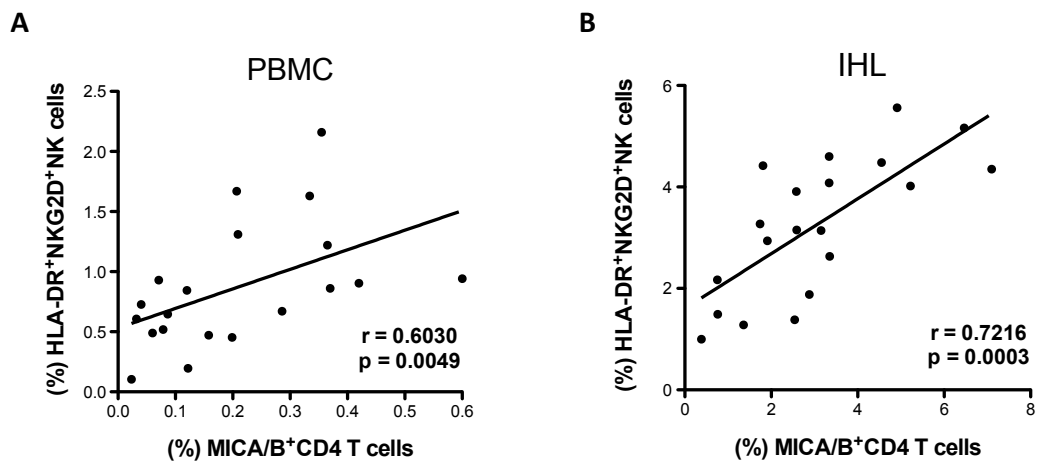 A
PBMC
(%) HLA-DR⁺NKG2D⁺NK cells
2.5
2.0
1.5
1.0
0.5
0.0
r = 0.6030
p = 0.0049
0.0 0.1 0.2 0.3 0.4 0.5 0.6
(%) MICA/B⁺CD4 T cells
B
IHL
(%) HLA-DR⁺NKG2D⁺NK cells
6
4
2
0
r = 0.7216
p = 0.0003
0 2 4 6 8
(%) MICA/B⁺CD4 T cells